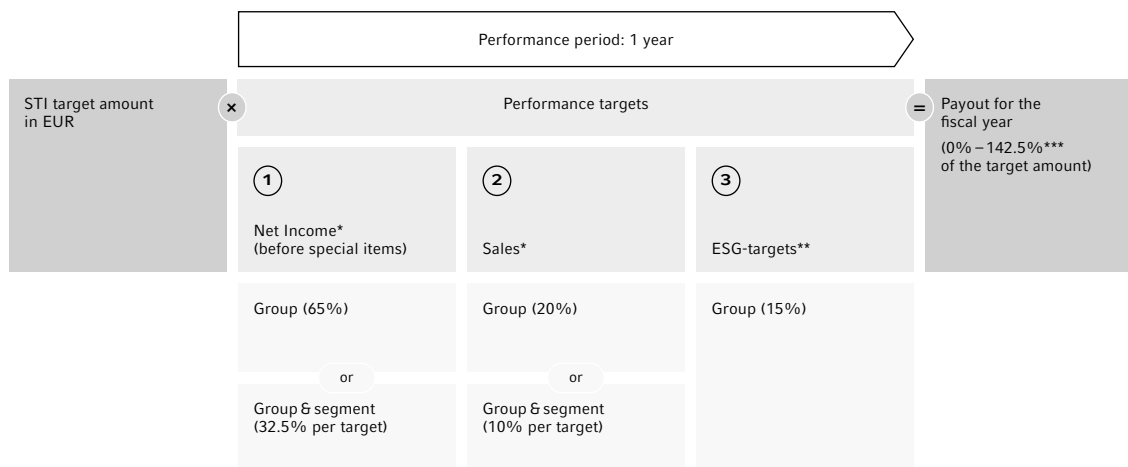 Performance period: 1 year
STI target amount
in EUR
×
Performance targets
=
Payout for the
fiscal year
(0% – 142.5%***
of the target amount)
1
Net Income*
(before special items)
2
Sales*
3
ESG-targets**
Group (65%)
or
Group & segment
(32.5% per target)
Group (20%)
or
Group & segment
(10% per target)
Group (15%)